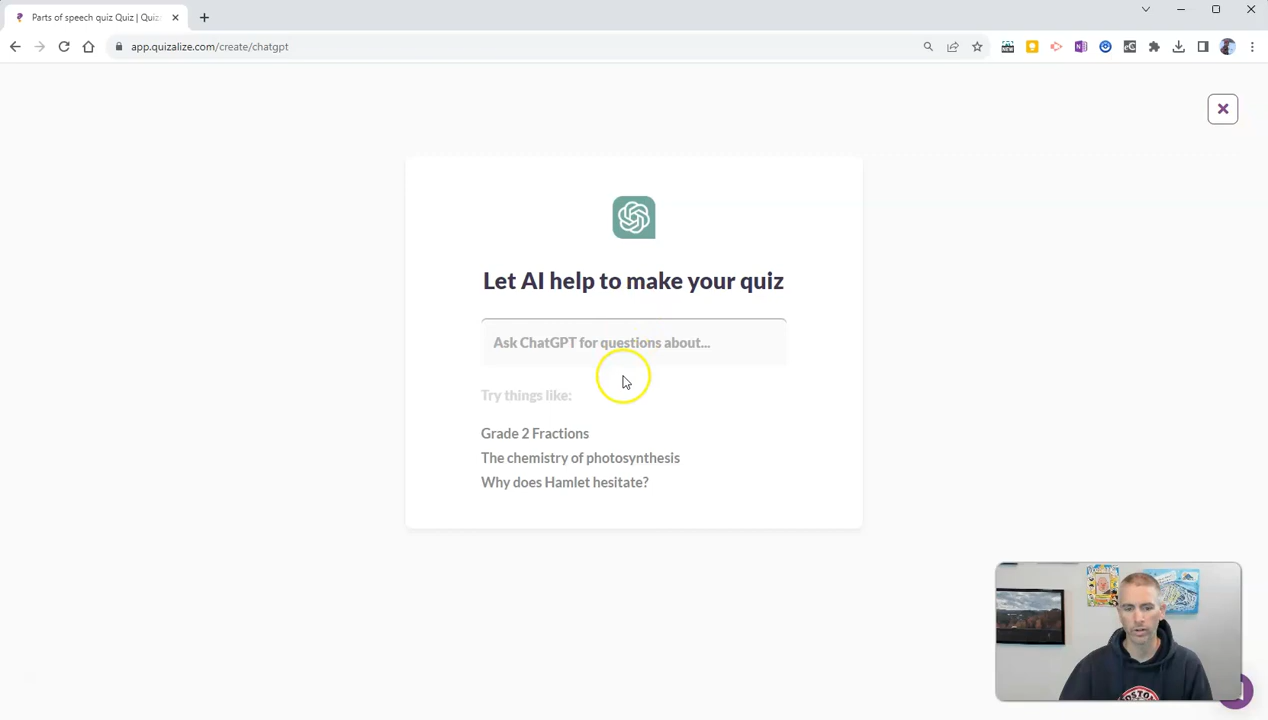 Parts of speech quiz Quiz | Quiz
app.quizalize.com/create/chatgpt
Let AI help to make your quiz
Ask ChatGPT for questions about...
Try things like:
Grade 2 Fractions
The chemistry of photosynthesis
Why does Hamlet hesitate?